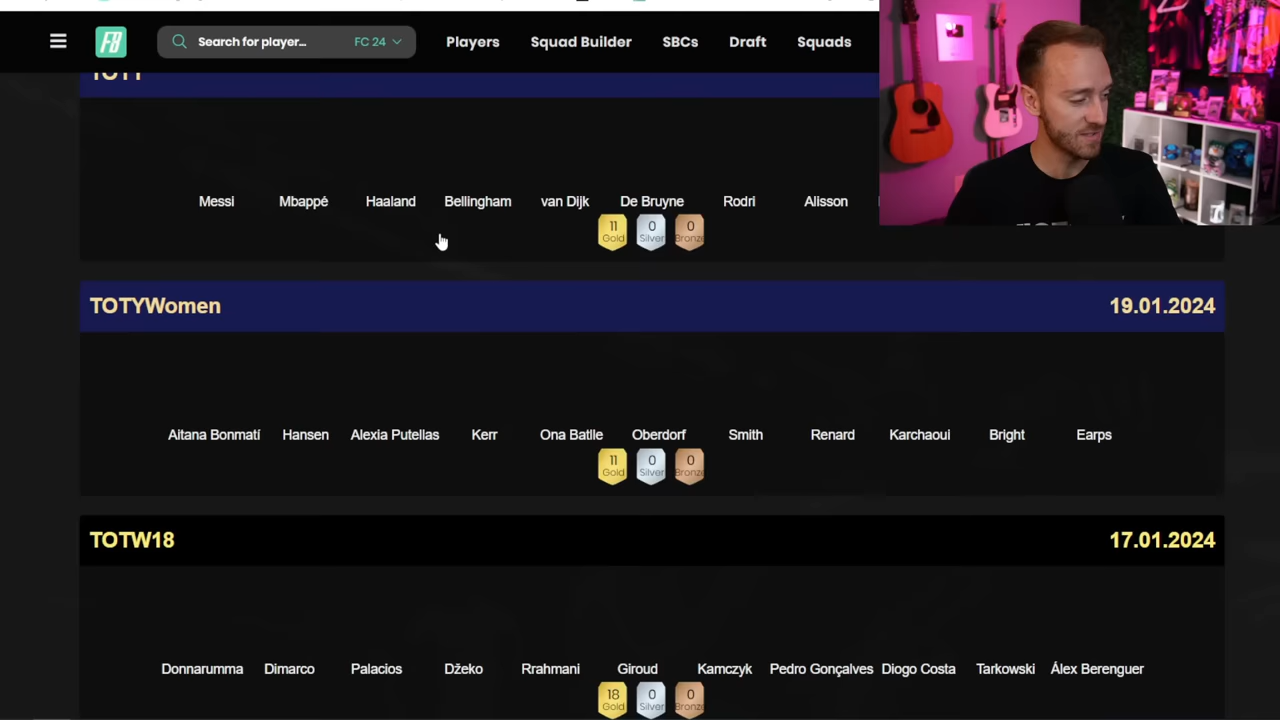 FB
Search for player...
FC 24
Players
Squad Builder
SBCs
Draft
Squads
TOTY
Messi
Mbappé
Haaland
Bellingham
van Dijk
De Bruyne
Rodri
Alisson
11 Gold
0 Silver
0 Bronze
TOTYWomen
19.01.2024
Aitana Bonmatí
Hansen
Alexia Putellas
Kerr
Ona Batlle
Oberdorf
Smith
Renard
Karchaoui
Bright
Earps
11 Gold
0 Silver
0 Bronze
TOTW18
17.01.2024
Donnarumma
Dimarco
Palacios
Džeko
Rrahmani
Giroud
Kamczyk
Pedro Gonçalves
Diogo Costa
Tarkowski
Álex Berenguer
18 Gold
0 Silver
0 Bronze